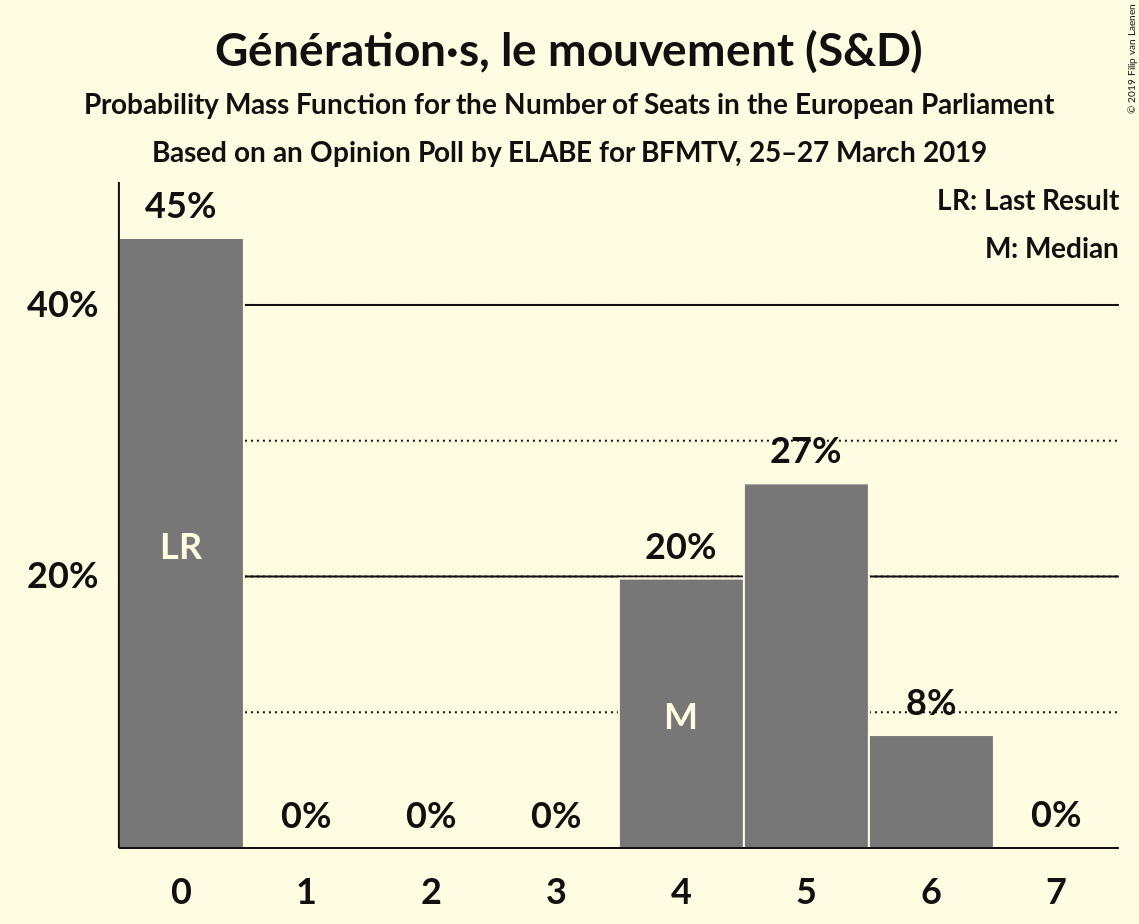 Génération·s, le mouvement (S&D)
Probability Mass Function for the Number of Seats in the European Parliament
Based on an Opinion Poll by ELABE for BFMTV, 25–27 March 2019
© 2019 Filip van Laenen
LR: Last Result
M: Median
45%
40%
27%
LR
20%
20%
M
8%
0%
0%
0%
0%
0 1 2 3 4 5 6 7